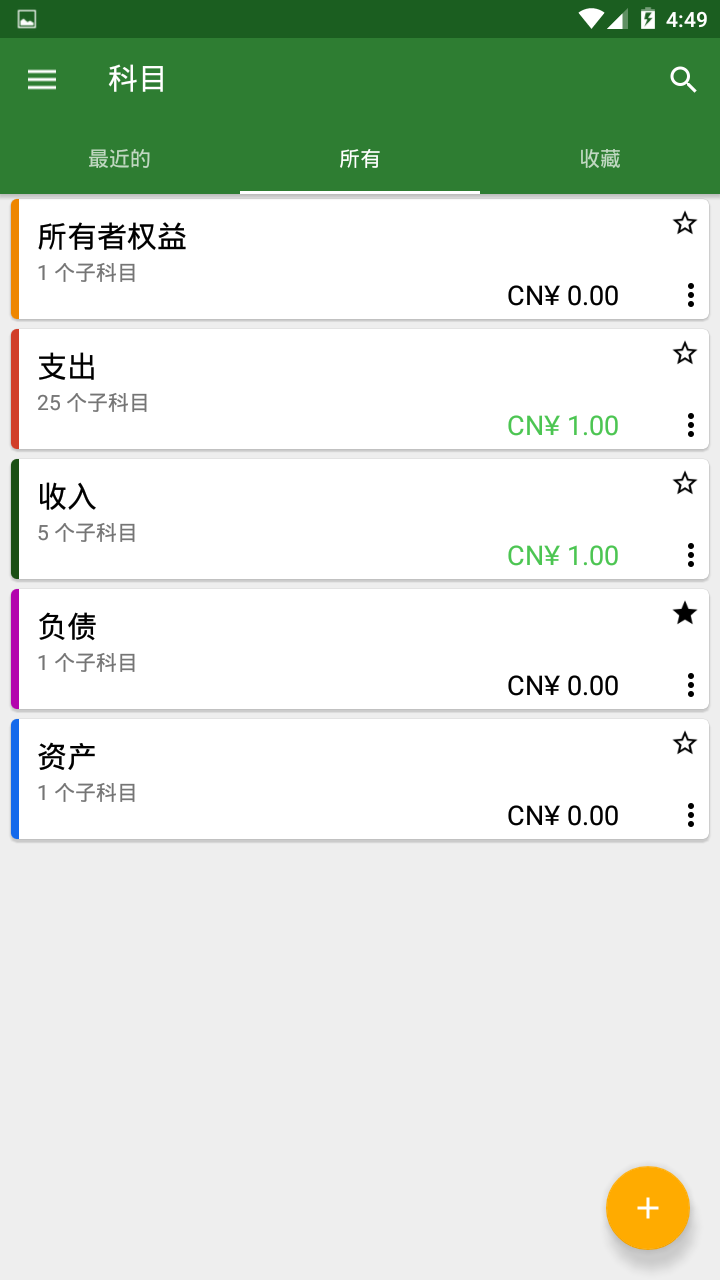 4:49
科目
最近的
所有
收藏
所有者权益
1 个子科目
CN¥ 0.00
支出
25 个子科目
CN¥ 1.00
收入
5 个子科目
CN¥ 1.00
负债
1 个子科目
CN¥ 0.00
资产
1 个子科目
CN¥ 0.00